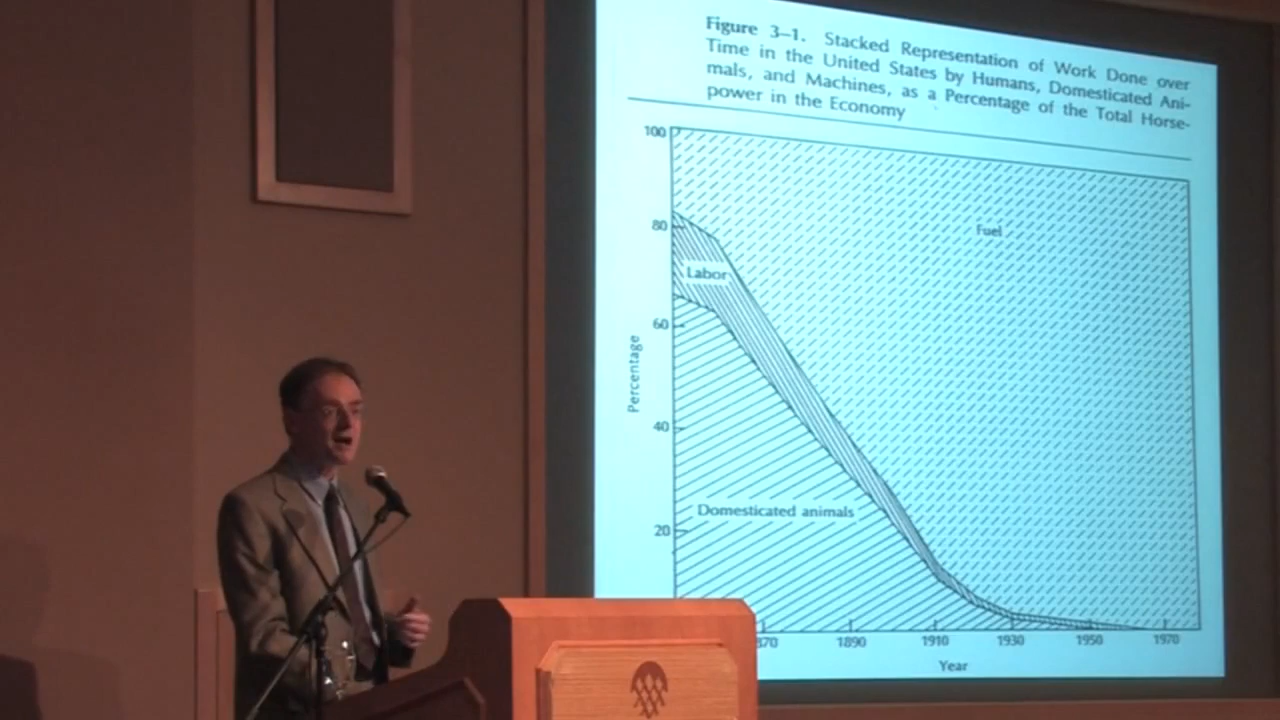 Figure 3–1. Stacked Representation of Work Done over
Time in the United States by Humans, Domesticated Ani-
mals, and Machines, as a Percentage of the Total Horse-
power in the Economy
100
80
60
40
20
Percentage
Fuel
Labor
Domesticated animals
870 1890 1910 1930 1950 1970
Year